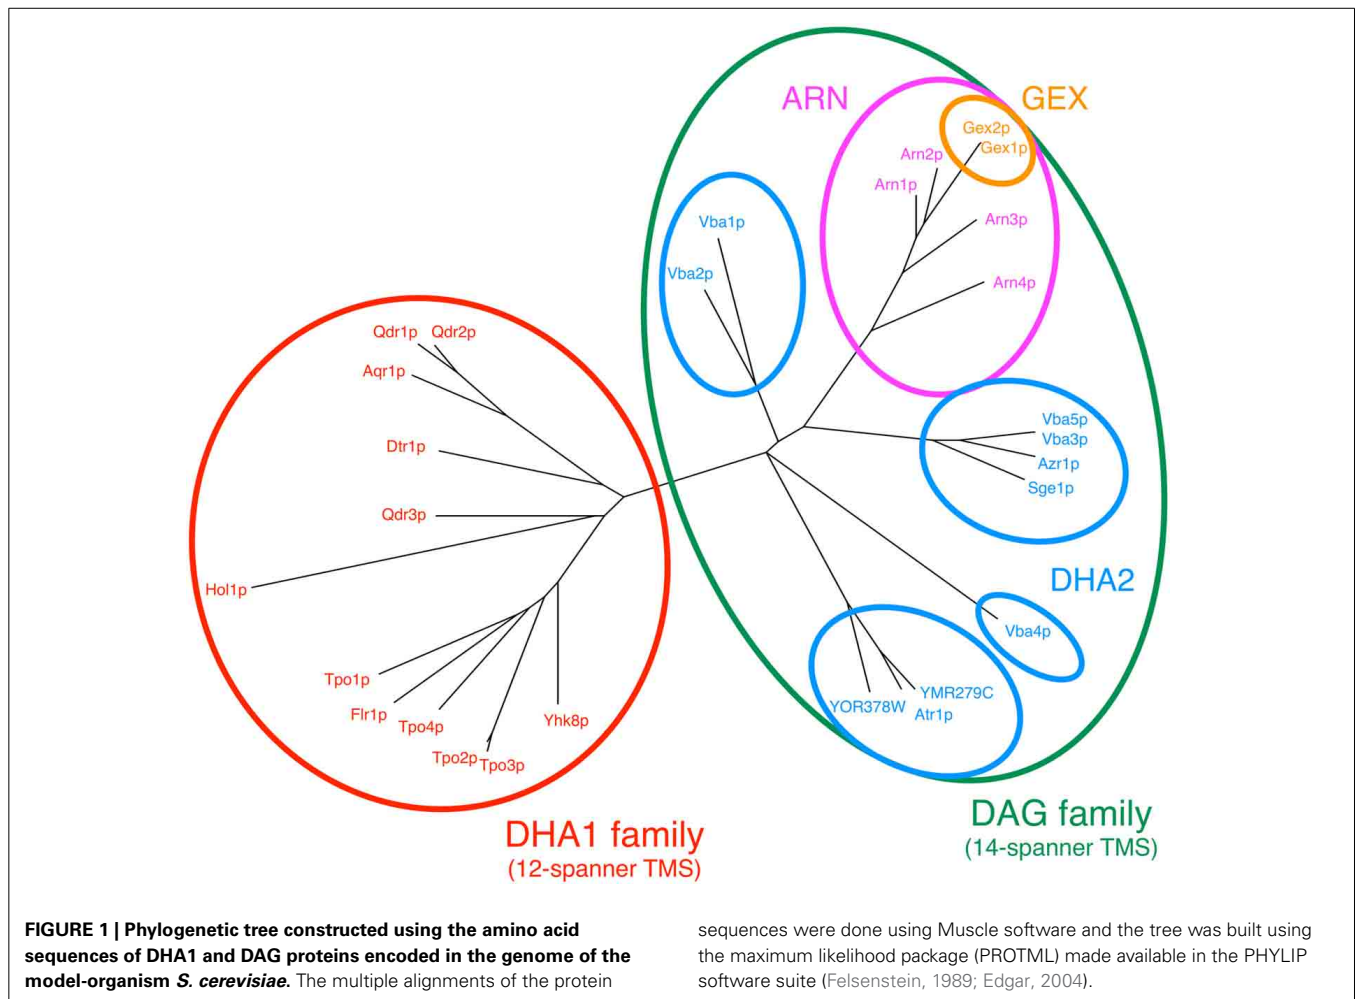 ARN
GEX
Gex2p
Gex1p
Arn2p
Arn1p
Arn3p
Arn4p
Vba1p
Vba2p
Qdr1p Qdr2p
Aqr1p
Dtr1p
Qdr3p
Hol1p
Tpo1p
Flr1p
Tpo4p
Tpo2p
Tpo3p
Yhk8p
Vba5p
Vba3p
Azr1p
Sge1p
DHA2
Vba4p
YOR378W
YMR279C
Atr1p
DHA1 family
(12-spanner TMS)
DAG family
(14-spanner TMS)
FIGURE 1 | Phylogenetic tree constructed using the amino acid
sequences of DHA1 and DAG proteins encoded in the genome of the
model-organism S. cerevisiae. The multiple alignments of the protein
sequences were done using Muscle software and the tree was built using
the maximum likelihood package (PROTML) made available in the PHYLIP
software suite (Felsenstein, 1989; Edgar, 2004).